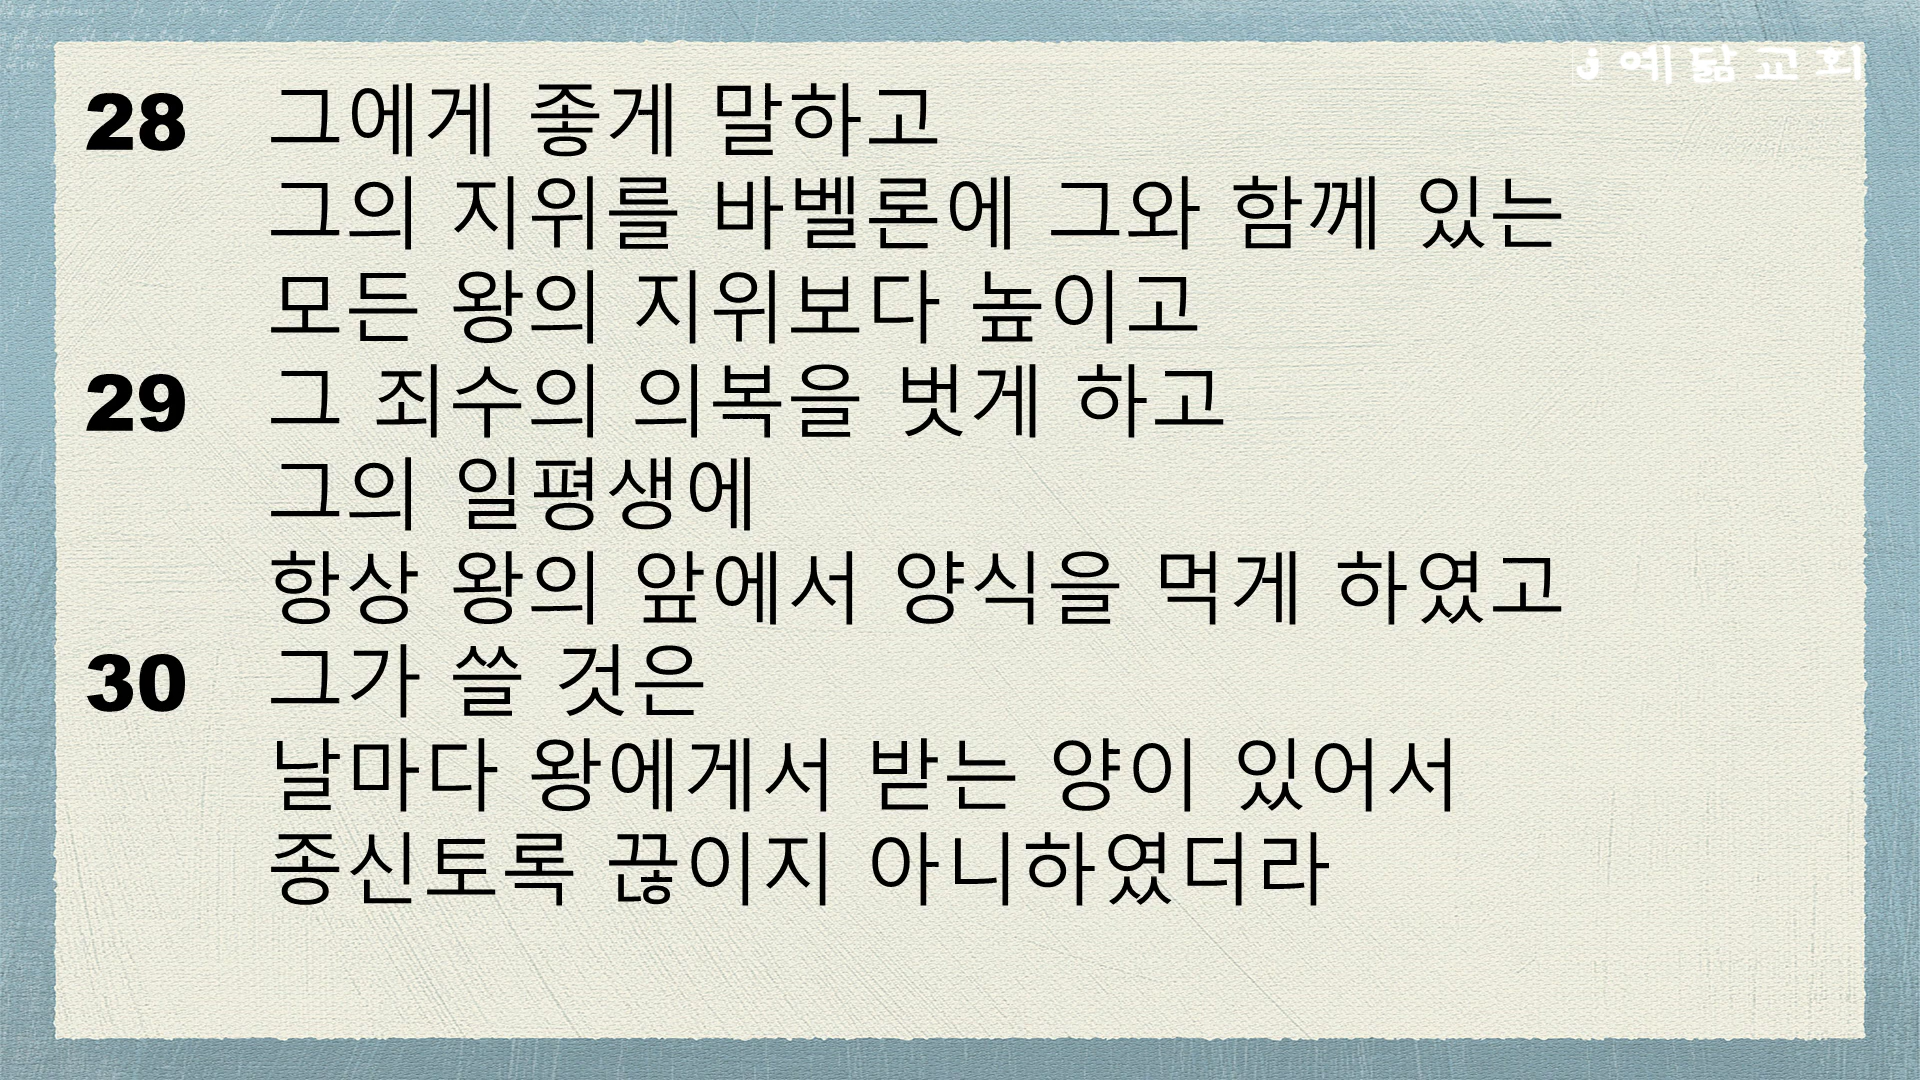 j 예닮교회
28 그에게 좋게 말하고
그의 지위를 바벨론에 그와 함께 있는
모든 왕의 지위보다 높이고
29 그 죄수의 의복을 벗게 하고
그의 일평생에
항상 왕의 앞에서 양식을 먹게 하였고
30 그가 쓸 것은
날마다 왕에게서 받는 양이 있어서
종신토록 끊이지 아니하였더라